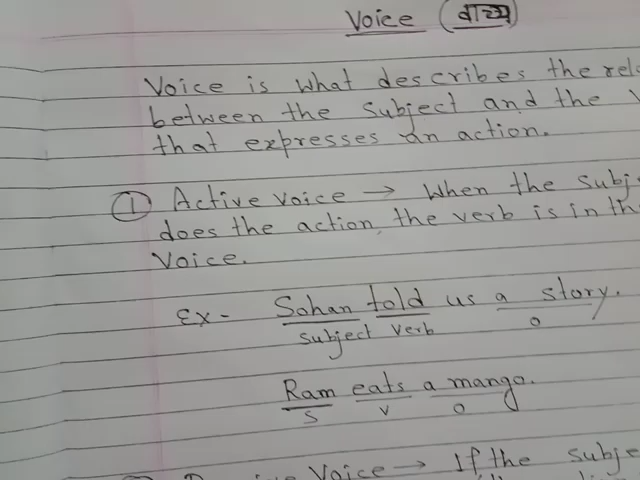 Voice (वाच्य)
Voice is what describes the
between the subject and the
that expresses an action.
① Active voice → When the
does the action, the verb is in
voice.
Ex - Sohan told us a story.
subject verb O
Ram eats a mango.
S V O
Voice → If the